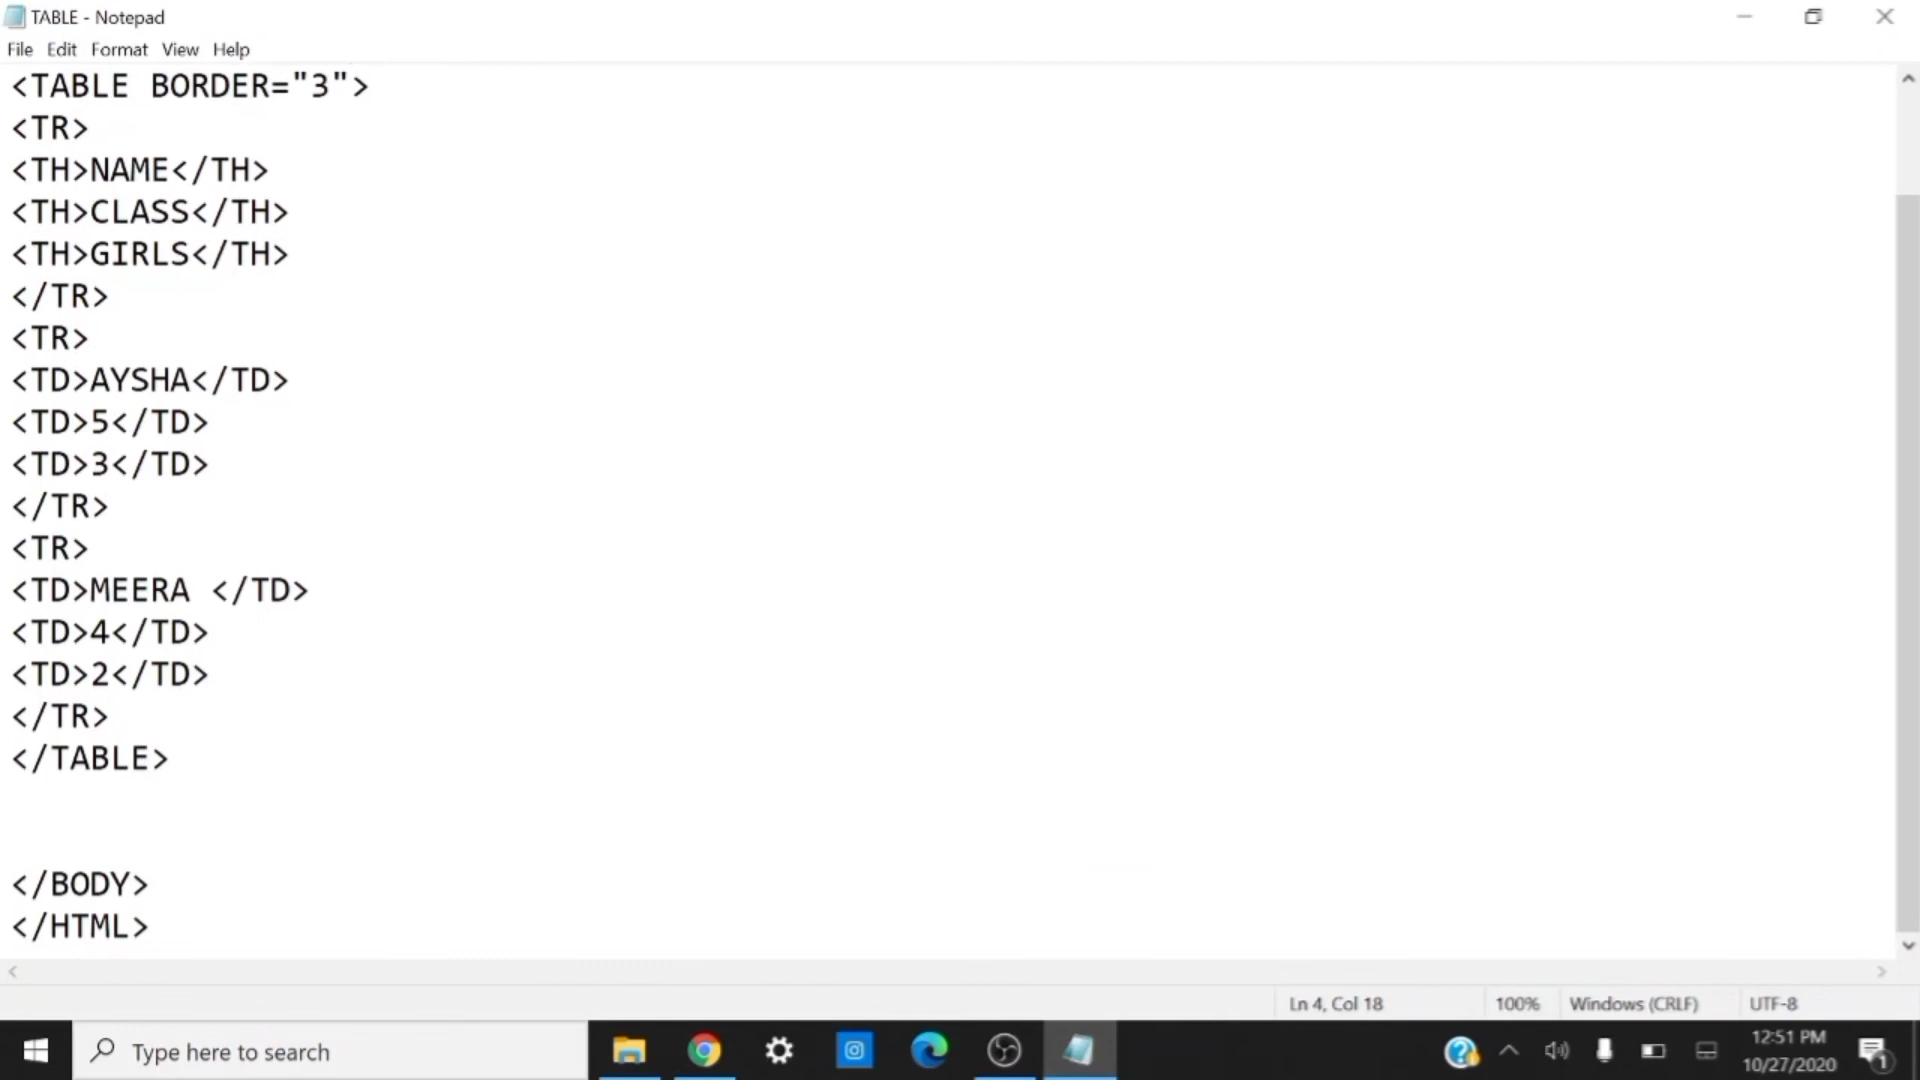 TABLE - Notepad
File Edit Format View Help
<TABLE BORDER="3">
<TR>
<TH>NAME</TH>
<TH>CLASS</TH>
<TH>GIRLS</TH>
</TR>
<TR>
<TD>AYSHA</TD>
<TD>5</TD>
<TD>3</TD>
</TR>
<TR>
<TD>MEERA </TD>
<TD>4</TD>
<TD>2</TD>
</TR>
</TABLE>
</BODY>
</HTML>
Ln 4, Col 18 100% Windows (CRLF) UTF-8
Type here to search
12:51 PM
10/27/2020
1